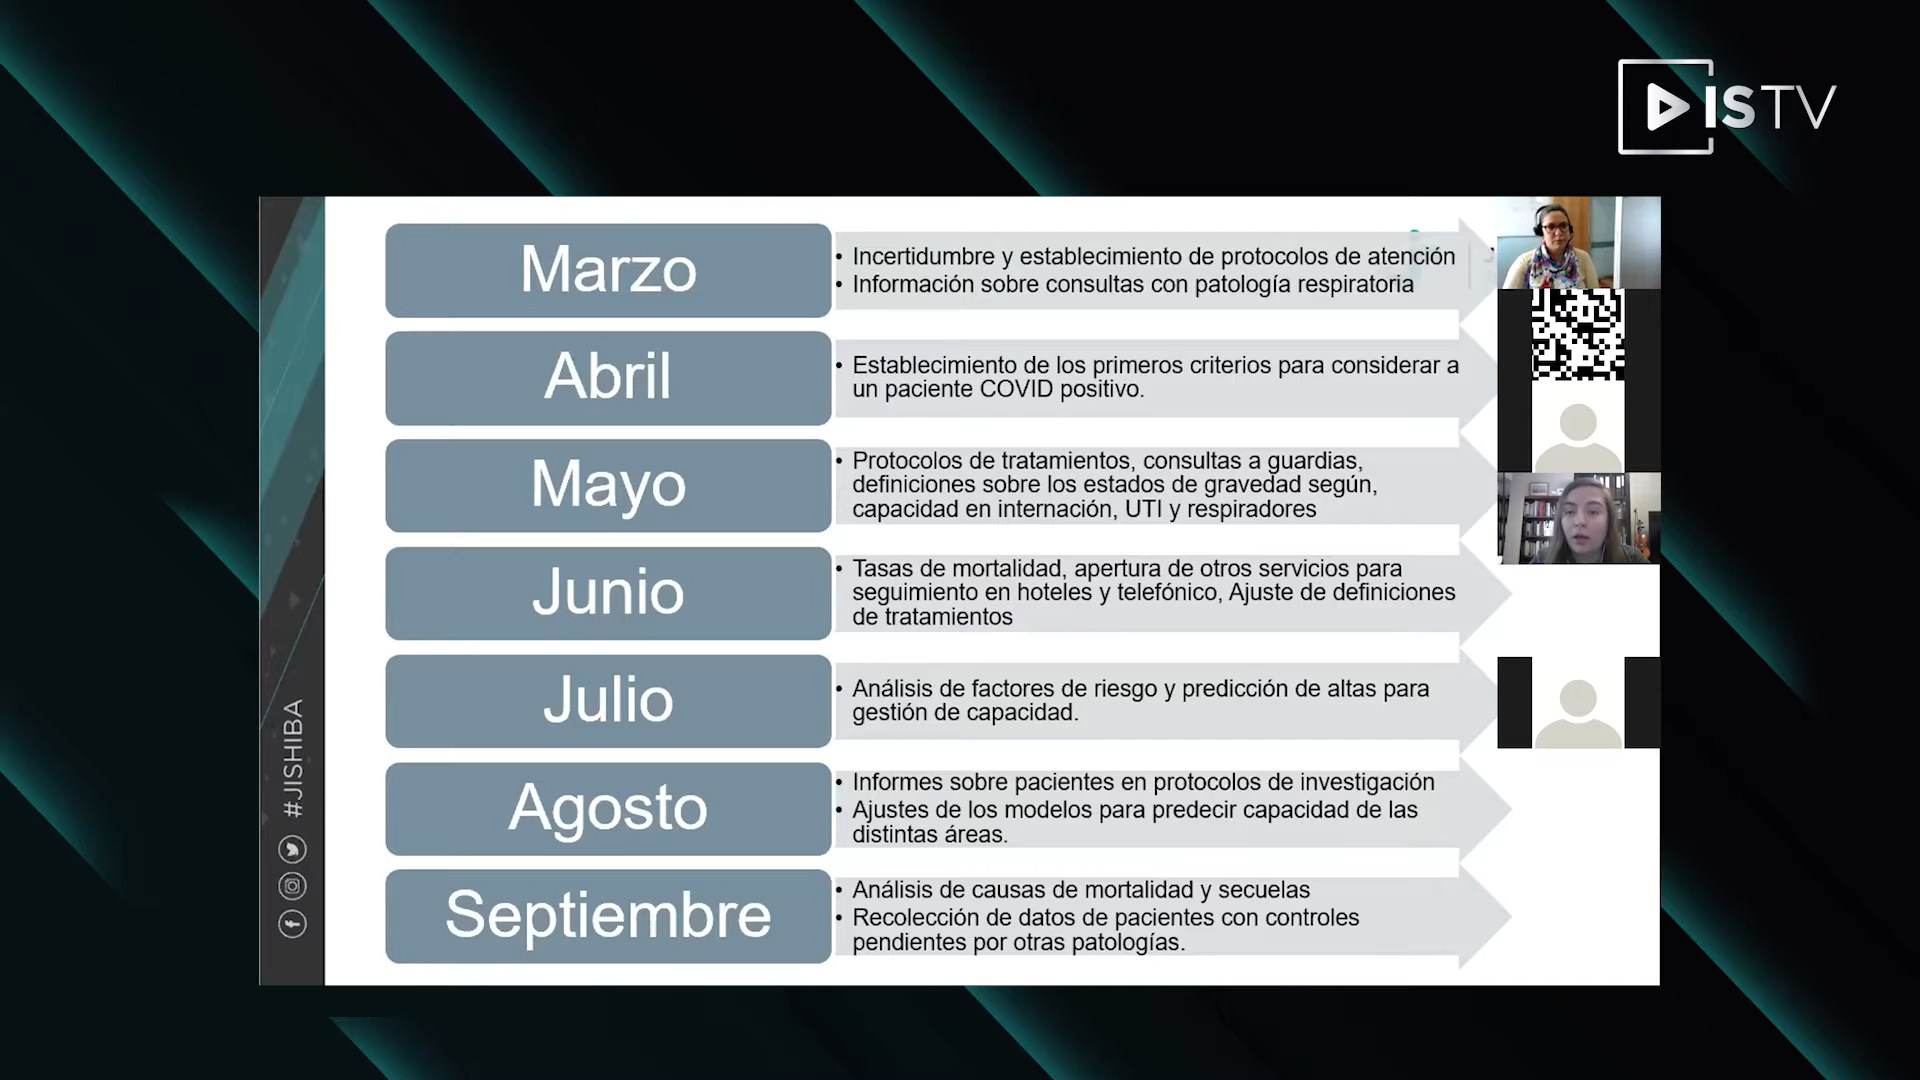 ISTV
Marzo
• Incertidumbre y establecimiento de protocolos de atención
• Información sobre consultas con patología respiratoria
Abril
• Establecimiento de los primeros criterios para considerar a
un paciente COVID positivo.
Mayo
• Protocolos de tratamientos, consultas a guardias,
definiciones sobre los estados de gravedad según,
capacidad en internación, UTI y respiradores
Junio
• Tasas de mortalidad, apertura de otros servicios para
seguimiento en hoteles y telefónico, Ajuste de definiciones
de tratamientos
Julio
• Análisis de factores de riesgo y predicción de altas para
gestión de capacidad.
Agosto
• Informes sobre pacientes en protocolos de investigación
• Ajustes de los modelos para predecir capacidad de las
distintas áreas.
Septiembre
• Análisis de causas de mortalidad y secuelas
• Recolección de datos de pacientes con controles
pendientes por otras patologías.
#JISHIBA